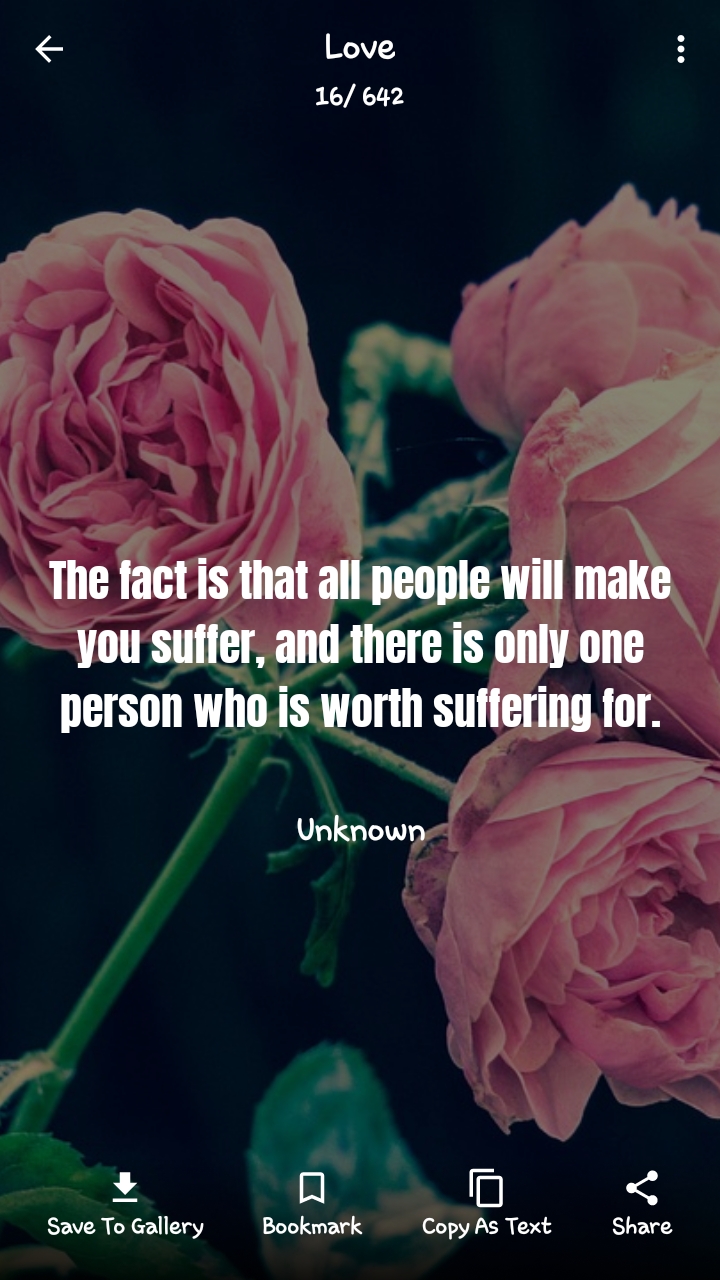 Love
16/ 642
The fact is that all people will make
you suffer, and there is only one
person who is worth suffering for.
Unknown
Save To Gallery
Bookmark
Copy As Text
Share